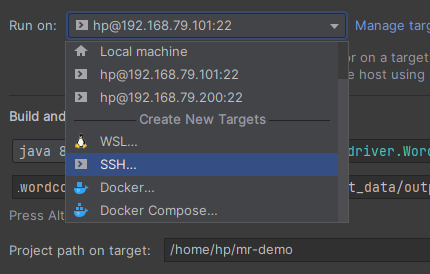 Run on: hp@192.168.79.101:22 Manage targ
Local machine or on a target
hp@192.168.79.101:22 e host using
hp@192.168.79.200:22
Create New Targets
Build and
WSL...
java 8 driver.Word
SSH...
.wordco Docker... t_data/outp
Press Alt Docker Compose...
Project path on target: /home/hp/mr-demo